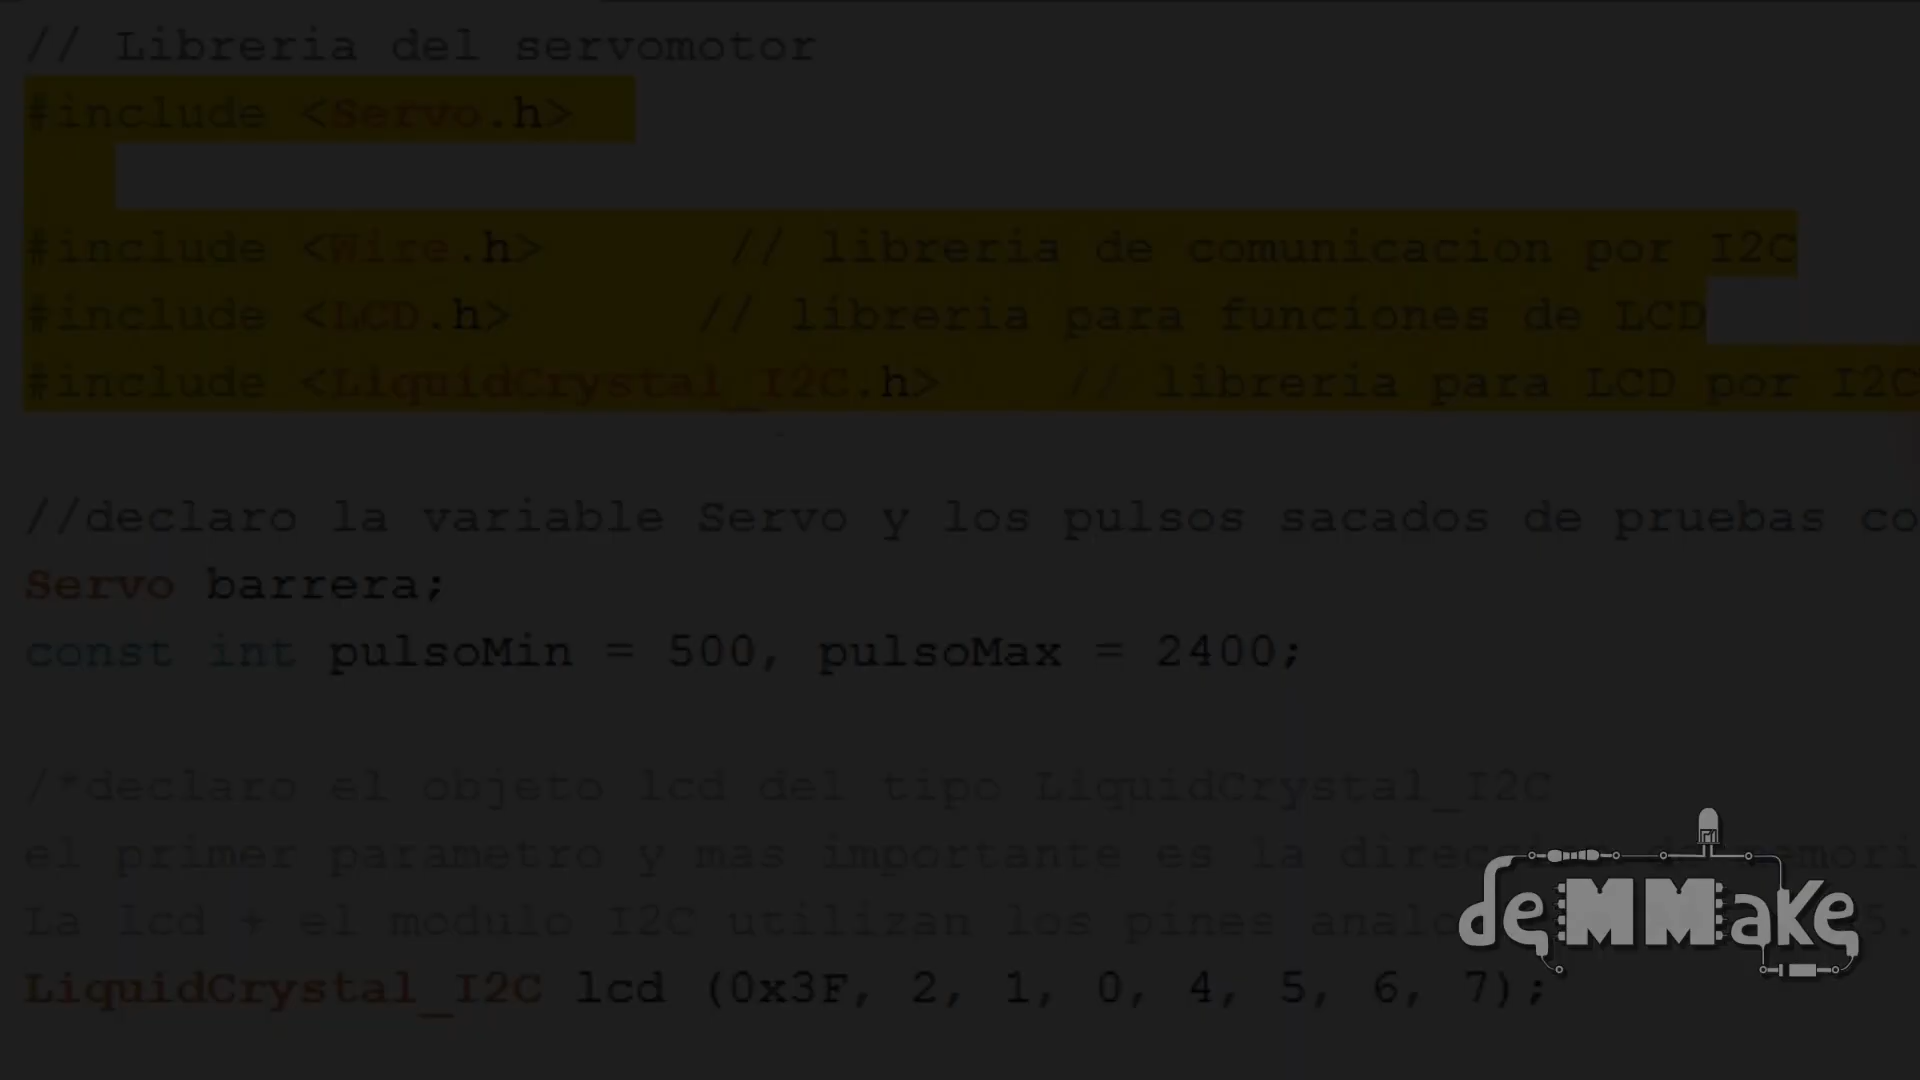 // Libreria del servomotor
#include <Servo.h>
#include <Wire.h> // libreria de comunicacion por I2C
#include <LCD.h> // libreria para funciones de LCD
#include <LiquidCrystal_I2C.h> // libreria para LCD por I2C
//declaro la variable Servo y los pulsos sacados de pruebas co
Servo barrera;
const int pulsoMin = 500, pulsoMax = 2400;
/*declaro el objeto lcd del tipo LiquidCrystal_I2C
el primer parametro y mas importante es la direc memori
La lcd + el modulo I2C utilizan los pines analo 5.
LiquidCrystal_I2C lcd (0x3F, 2, 1, 0, 4, 5, 6, 7);
deMMaKe